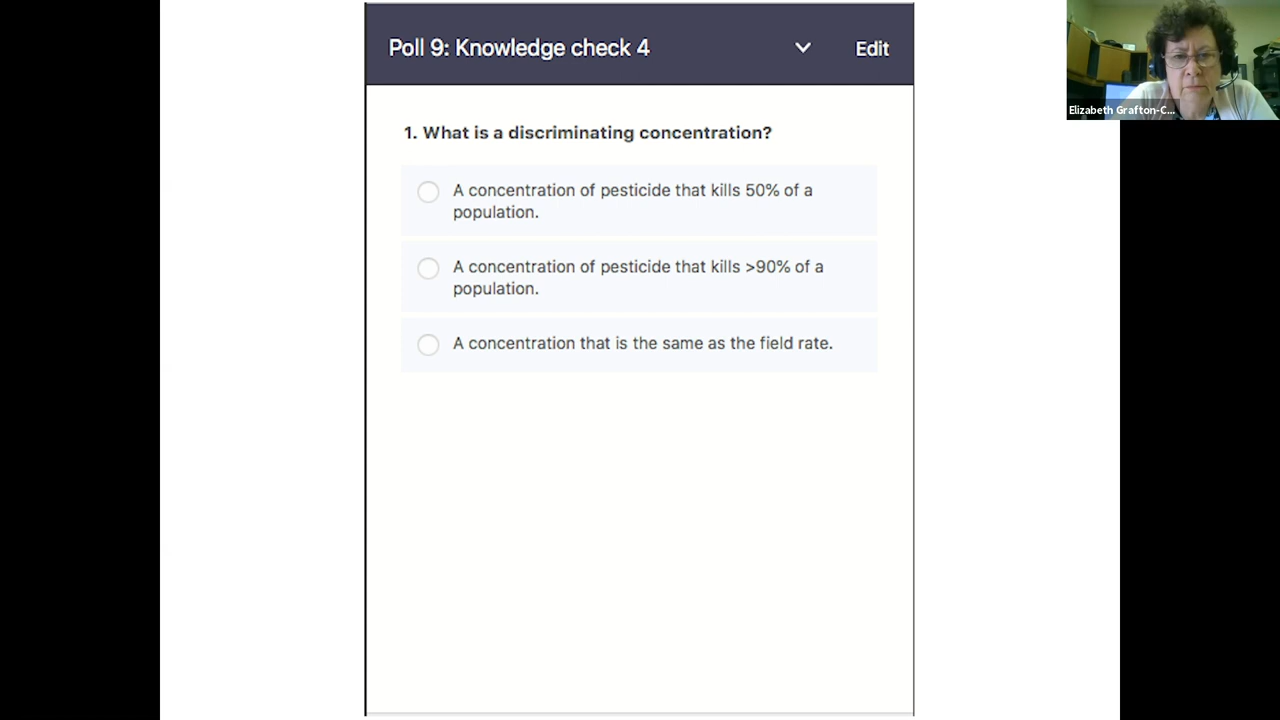 Poll 9: Knowledge check 4
Edit
1. What is a discriminating concentration?
A concentration of pesticide that kills 50% of a
population.
A concentration of pesticide that kills >90% of a
population.
A concentration that is the same as the field rate.
Elizabeth Grafton-C...